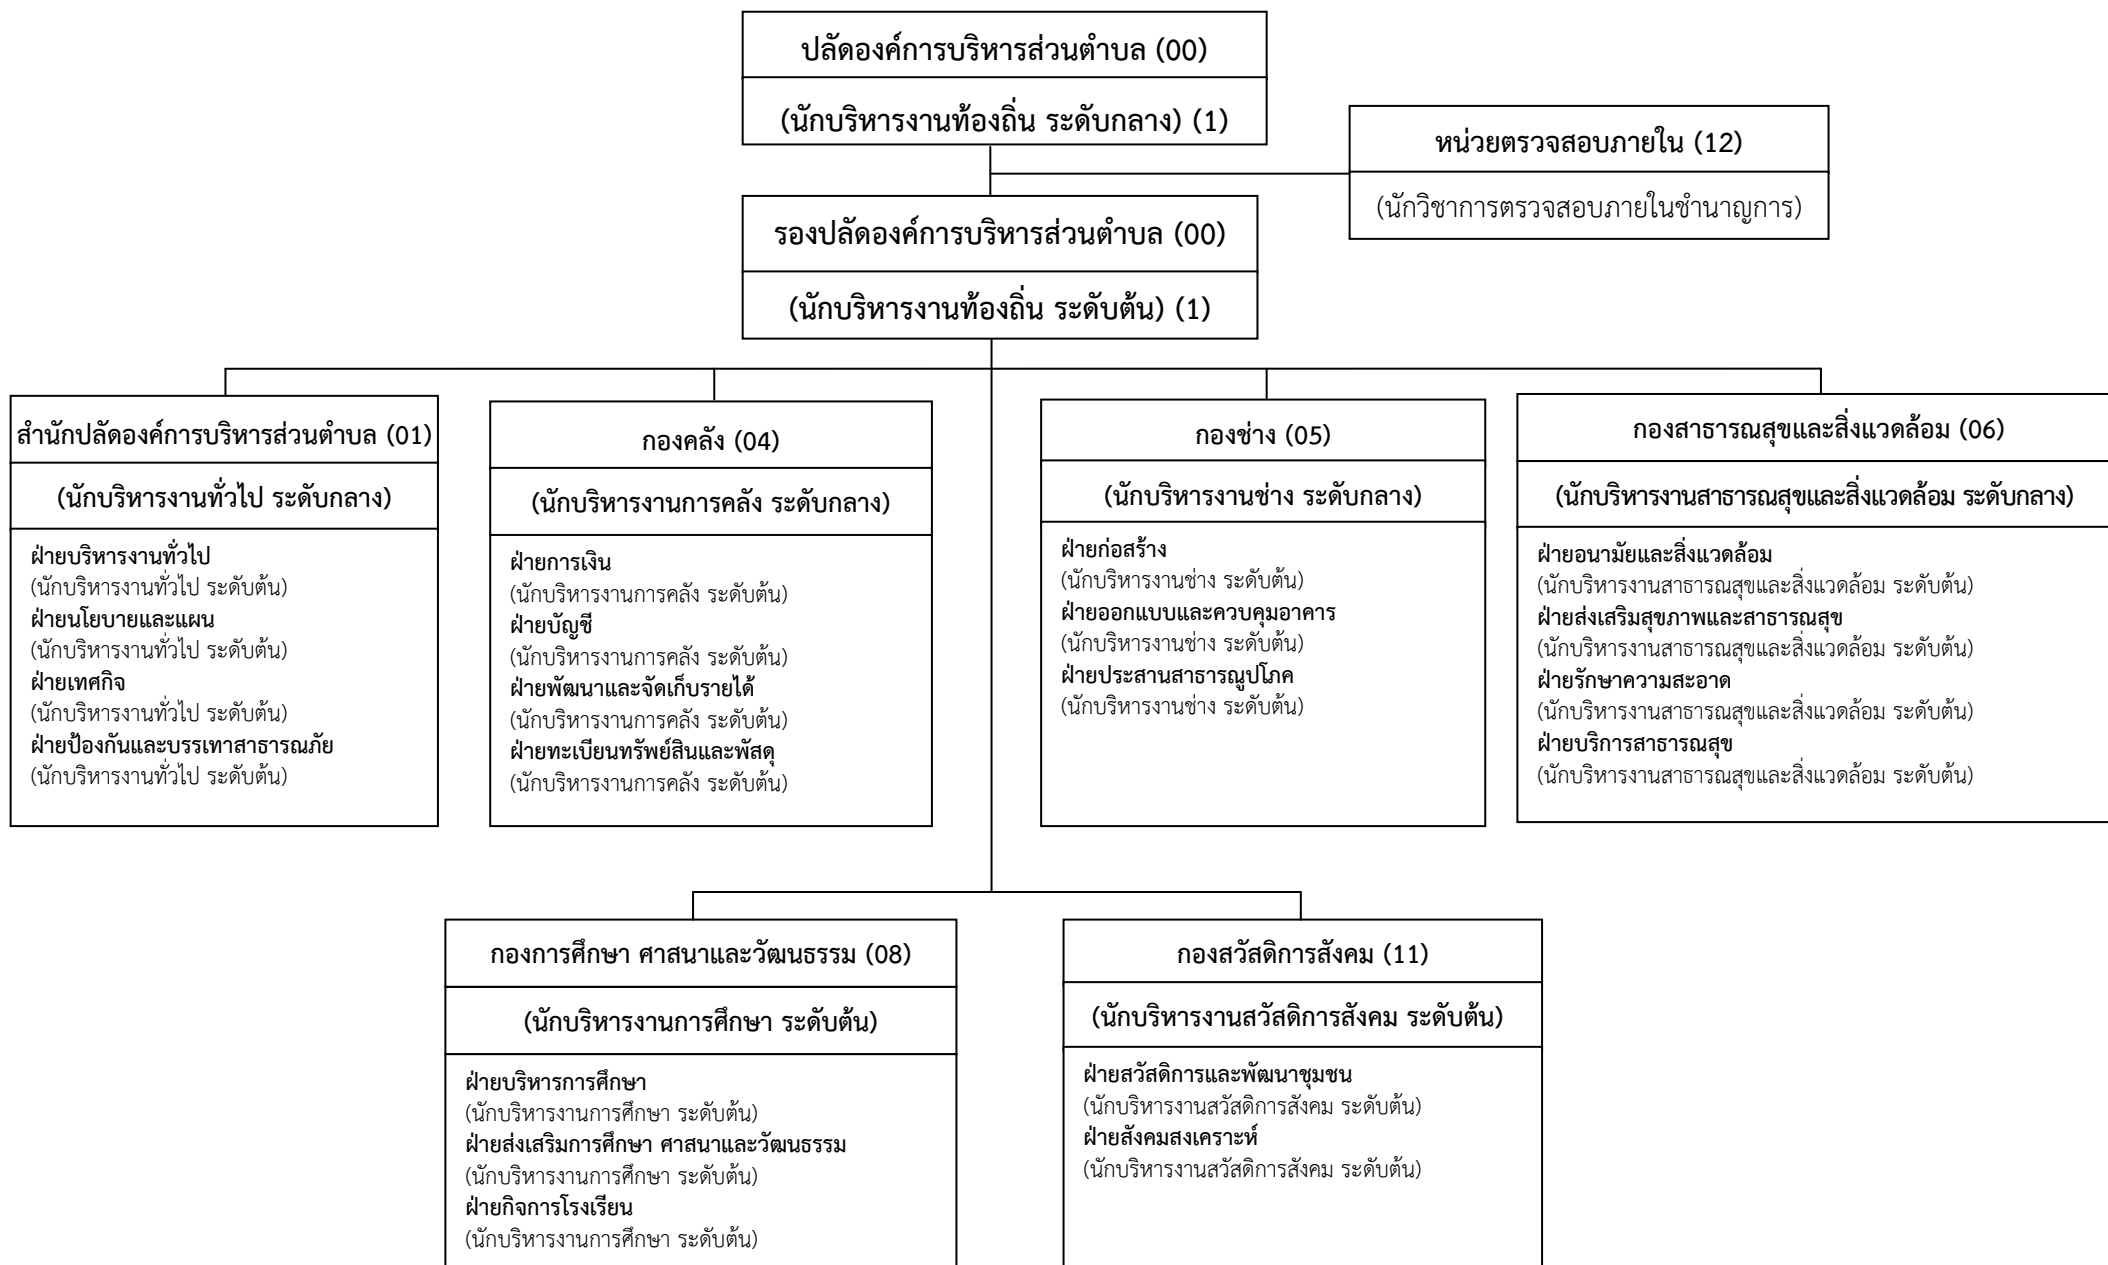 ปลัดองค์การบริหารส่วนตำบล (00)
(นักบริหารงานท้องถิ่น ระดับกลาง) (1)
หน่วยตรวจสอบภายใน (12)
(นักวิชาการตรวจสอบภายในชำนาญการ)
รองปลัดองค์การบริหารส่วนตำบล (00)
(นักบริหารงานท้องถิ่น ระดับต้น) (1)
สำนักปลัดองค์การบริหารส่วนตำบล (01)
(นักบริหารงานทั่วไป ระดับกลาง)
ฝ่ายบริหารงานทั่วไป
(นักบริหารงานทั่วไป ระดับต้น)
ฝ่ายนโยบายและแผน
(นักบริหารงานทั่วไป ระดับต้น)
ฝ่ายเทศกิจ
(นักบริหารงานทั่วไป ระดับต้น)
ฝ่ายป้องกันและบรรเทาสาธารณภัย
(นักบริหารงานทั่วไป ระดับต้น)
กองคลัง (04)
(นักบริหารงานการคลัง ระดับกลาง)
ฝ่ายการเงิน
(นักบริหารงานการคลัง ระดับต้น)
ฝ่ายบัญชี
(นักบริหารงานการคลัง ระดับต้น)
ฝ่ายพัฒนาและจัดเก็บรายได้
(นักบริหารงานการคลัง ระดับต้น)
ฝ่ายทะเบียนทรัพย์สินและพัสดุ
(นักบริหารงานการคลัง ระดับต้น)
กองช่าง (05)
(นักบริหารงานช่าง ระดับกลาง)
ฝ่ายก่อสร้าง
(นักบริหารงานช่าง ระดับต้น)
ฝ่ายออกแบบและควบคุมอาคาร
(นักบริหารงานช่าง ระดับต้น)
ฝ่ายประสานสาธารณูปโภค
(นักบริหารงานช่าง ระดับต้น)
กองสาธารณสุขและสิ่งแวดล้อม (06)
(นักบริหารงานสาธารณสุขและสิ่งแวดล้อม ระดับกลาง)
ฝ่ายอนามัยและสิ่งแวดล้อม
(นักบริหารงานสาธารณสุขและสิ่งแวดล้อม ระดับต้น)
ฝ่ายส่งเสริมสุขภาพและสาธารณสุข
(นักบริหารงานสาธารณสุขและสิ่งแวดล้อม ระดับต้น)
ฝ่ายรักษาความสะอาด
(นักบริหารงานสาธารณสุขและสิ่งแวดล้อม ระดับต้น)
ฝ่ายบริการสาธารณสุข
(นักบริหารงานสาธารณสุขและสิ่งแวดล้อม ระดับต้น)
กองการศึกษา ศาสนาและวัฒนธรรม (08)
(นักบริหารงานการศึกษา ระดับต้น)
ฝ่ายบริหารการศึกษา
(นักบริหารงานการศึกษา ระดับต้น)
ฝ่ายส่งเสริมการศึกษา ศาสนาและวัฒนธรรม
(นักบริหารงานการศึกษา ระดับต้น)
ฝ่ายกิจการโรงเรียน
(นักบริหารงานการศึกษา ระดับต้น)
กองสวัสดิการสังคม (11)
(นักบริหารงานสวัสดิการสังคม ระดับต้น)
ฝ่ายสวัสดิการและพัฒนาชุมชน
(นักบริหารงานสวัสดิการสังคม ระดับต้น)
ฝ่ายสังคมสงเคราะห์
(นักบริหารงานสวัสดิการสังคม ระดับต้น)